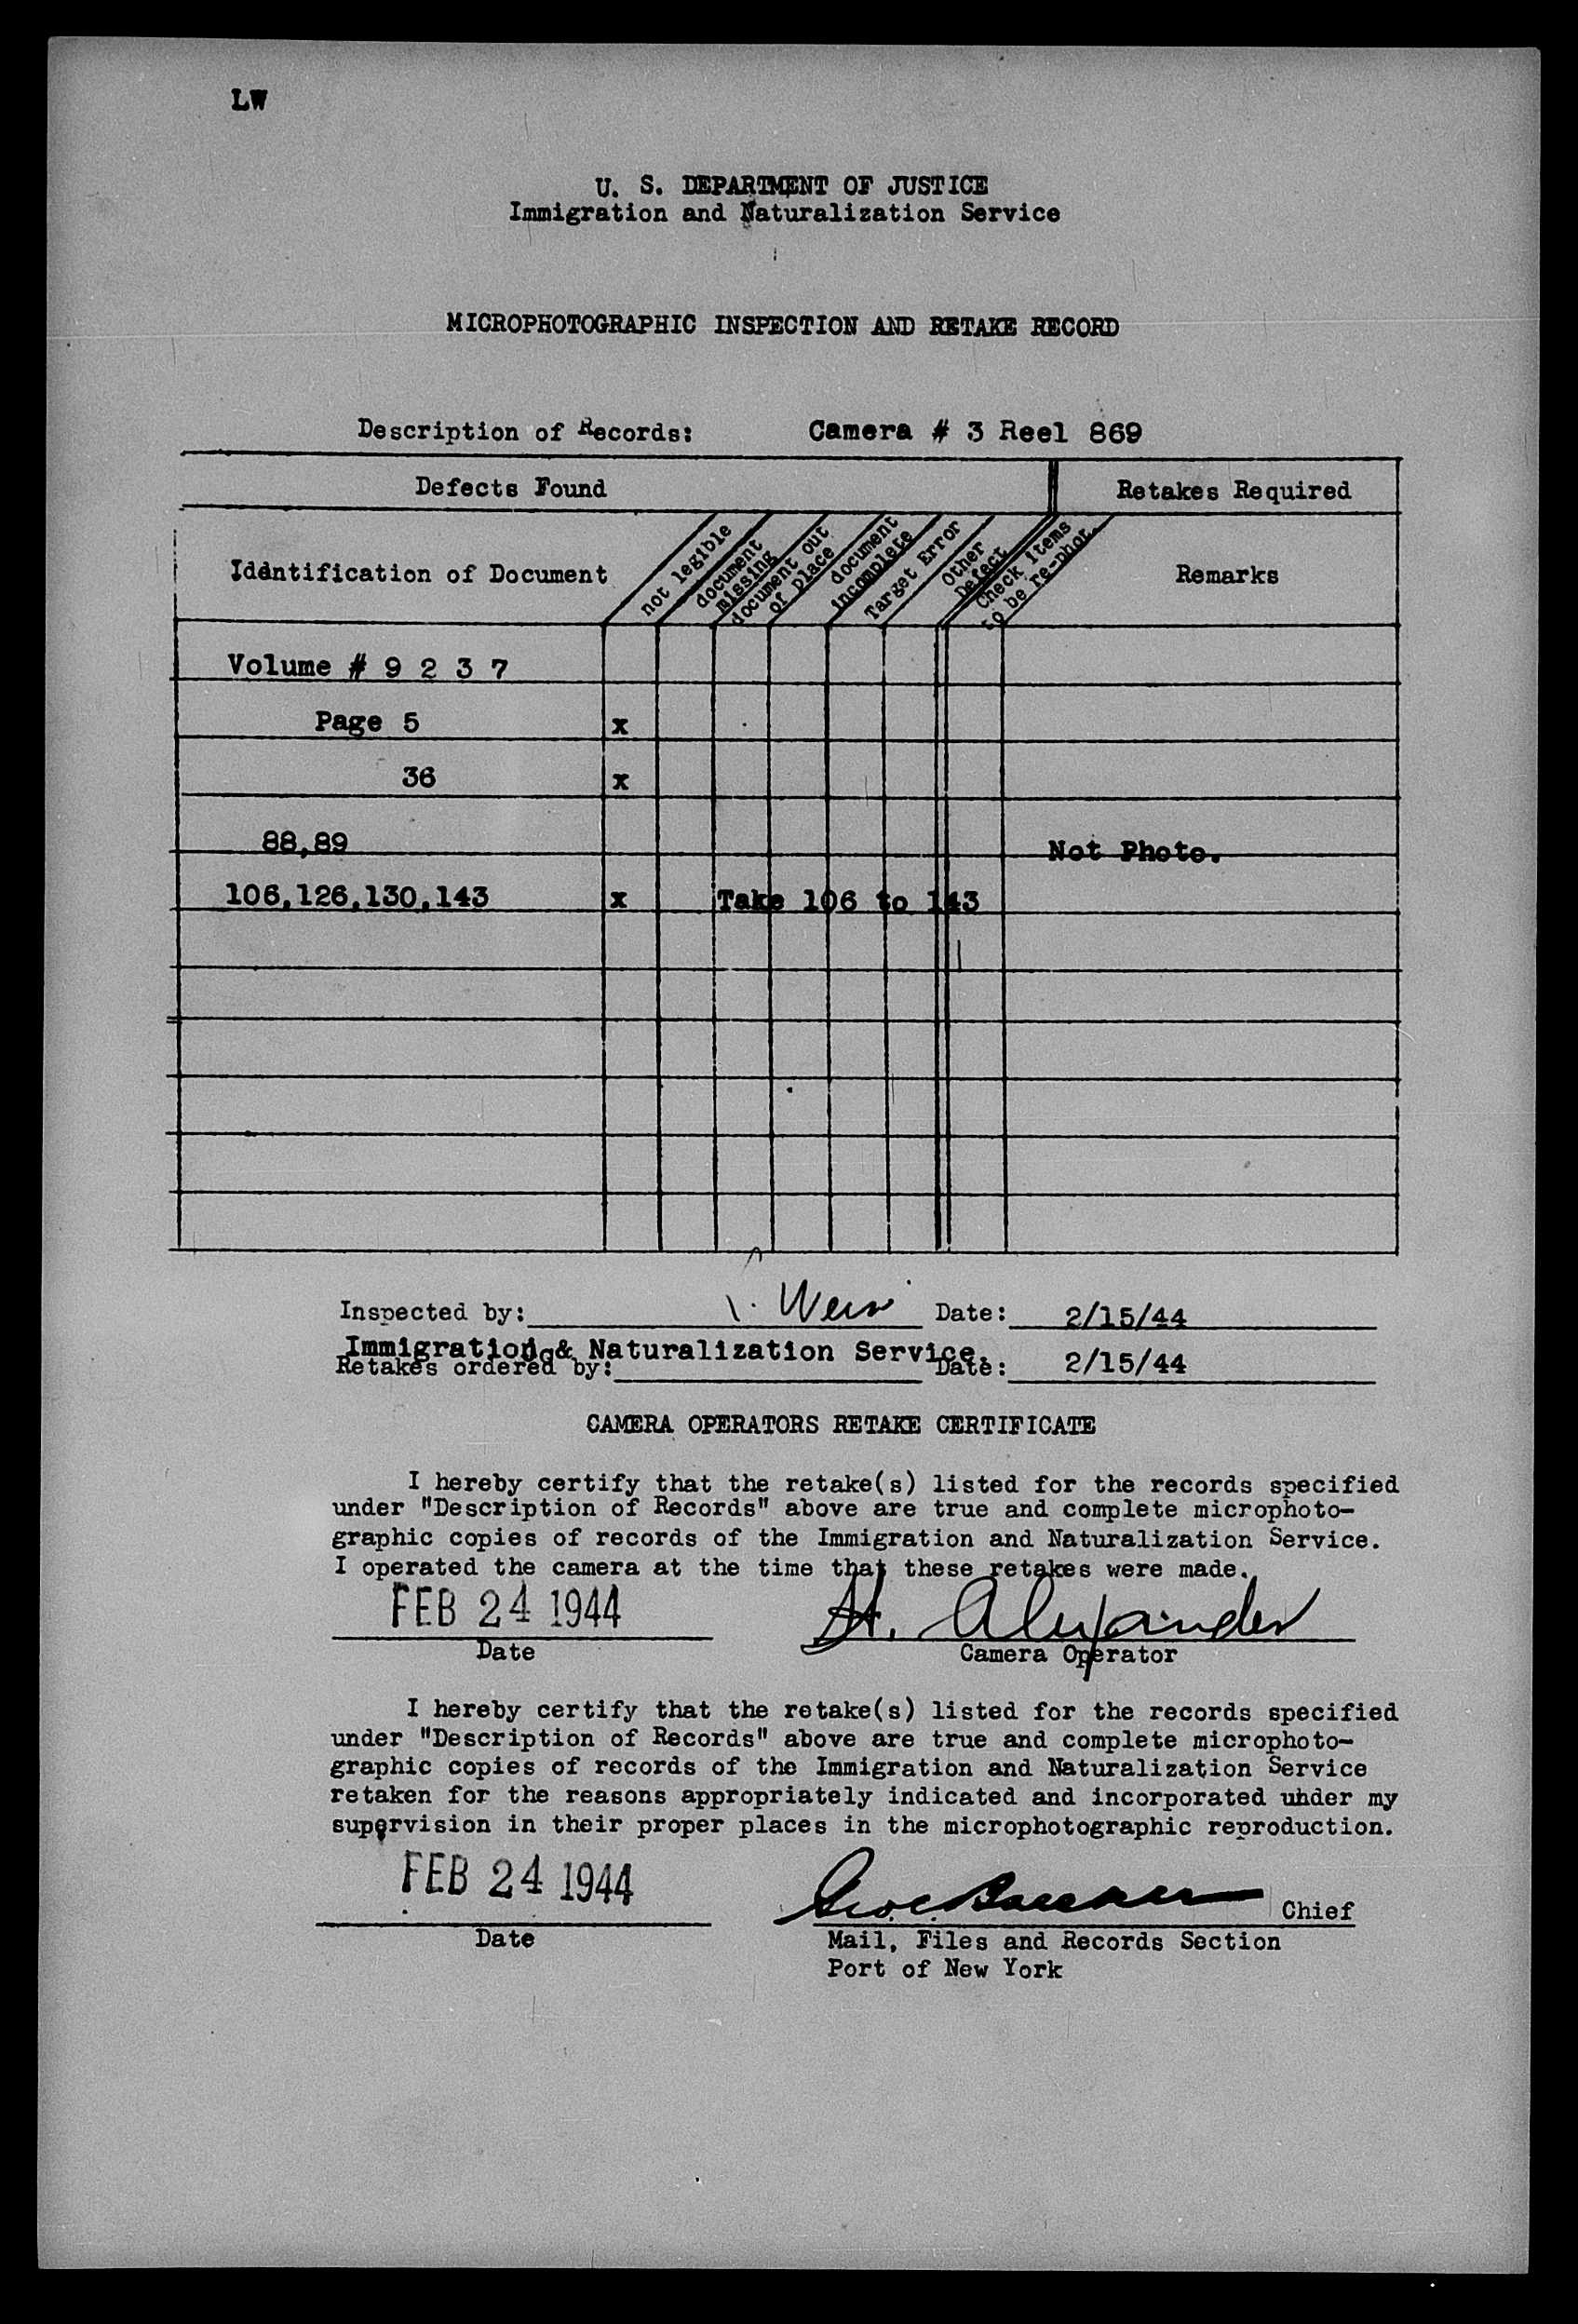 LW
U. S. DEPARTMENT OF JUSTICE
Immigration and Naturalization Service
MICROPHOTOGRAPHIC INSPECTION AND RETAKE RECORD
Description of Records: Camera # 3 Reel 869
Defects Found Retakes Required
Identification of Document
not legible
document missing
document out of place
document incomplete
Target Error
Other Defect
Check items to be re-phot.
Remarks
Volume # 9 2 3 7
Page 5 x
36 x
88,89 Not Photo.
106,126,130,143 x Take 106 to 143
Inspected by: Date: 2/15/44
Immigration & Naturalization Service.
Retakes ordered by: Date: 2/15/44
CAMERA OPERATORS RETAKE CERTIFICATE
I hereby certify that the retake(s) listed for the records specified
under "Description of Records" above are true and complete microphoto-
graphic copies of records of the Immigration and Naturalization Service.
I operated the camera at the time that these retakes were made.
FEB 24 1944 H. Alexander
Date Camera Operator
I hereby certify that the retake(s) listed for the records specified
under "Description of Records" above are true and complete microphoto-
graphic copies of records of the Immigration and Naturalization Service
retaken for the reasons appropriately indicated and incorporated under my
supervision in their proper places in the microphotographic reproduction.
FEB 24 1944 Chief
Date Mail, Files and Records Section
Port of New York